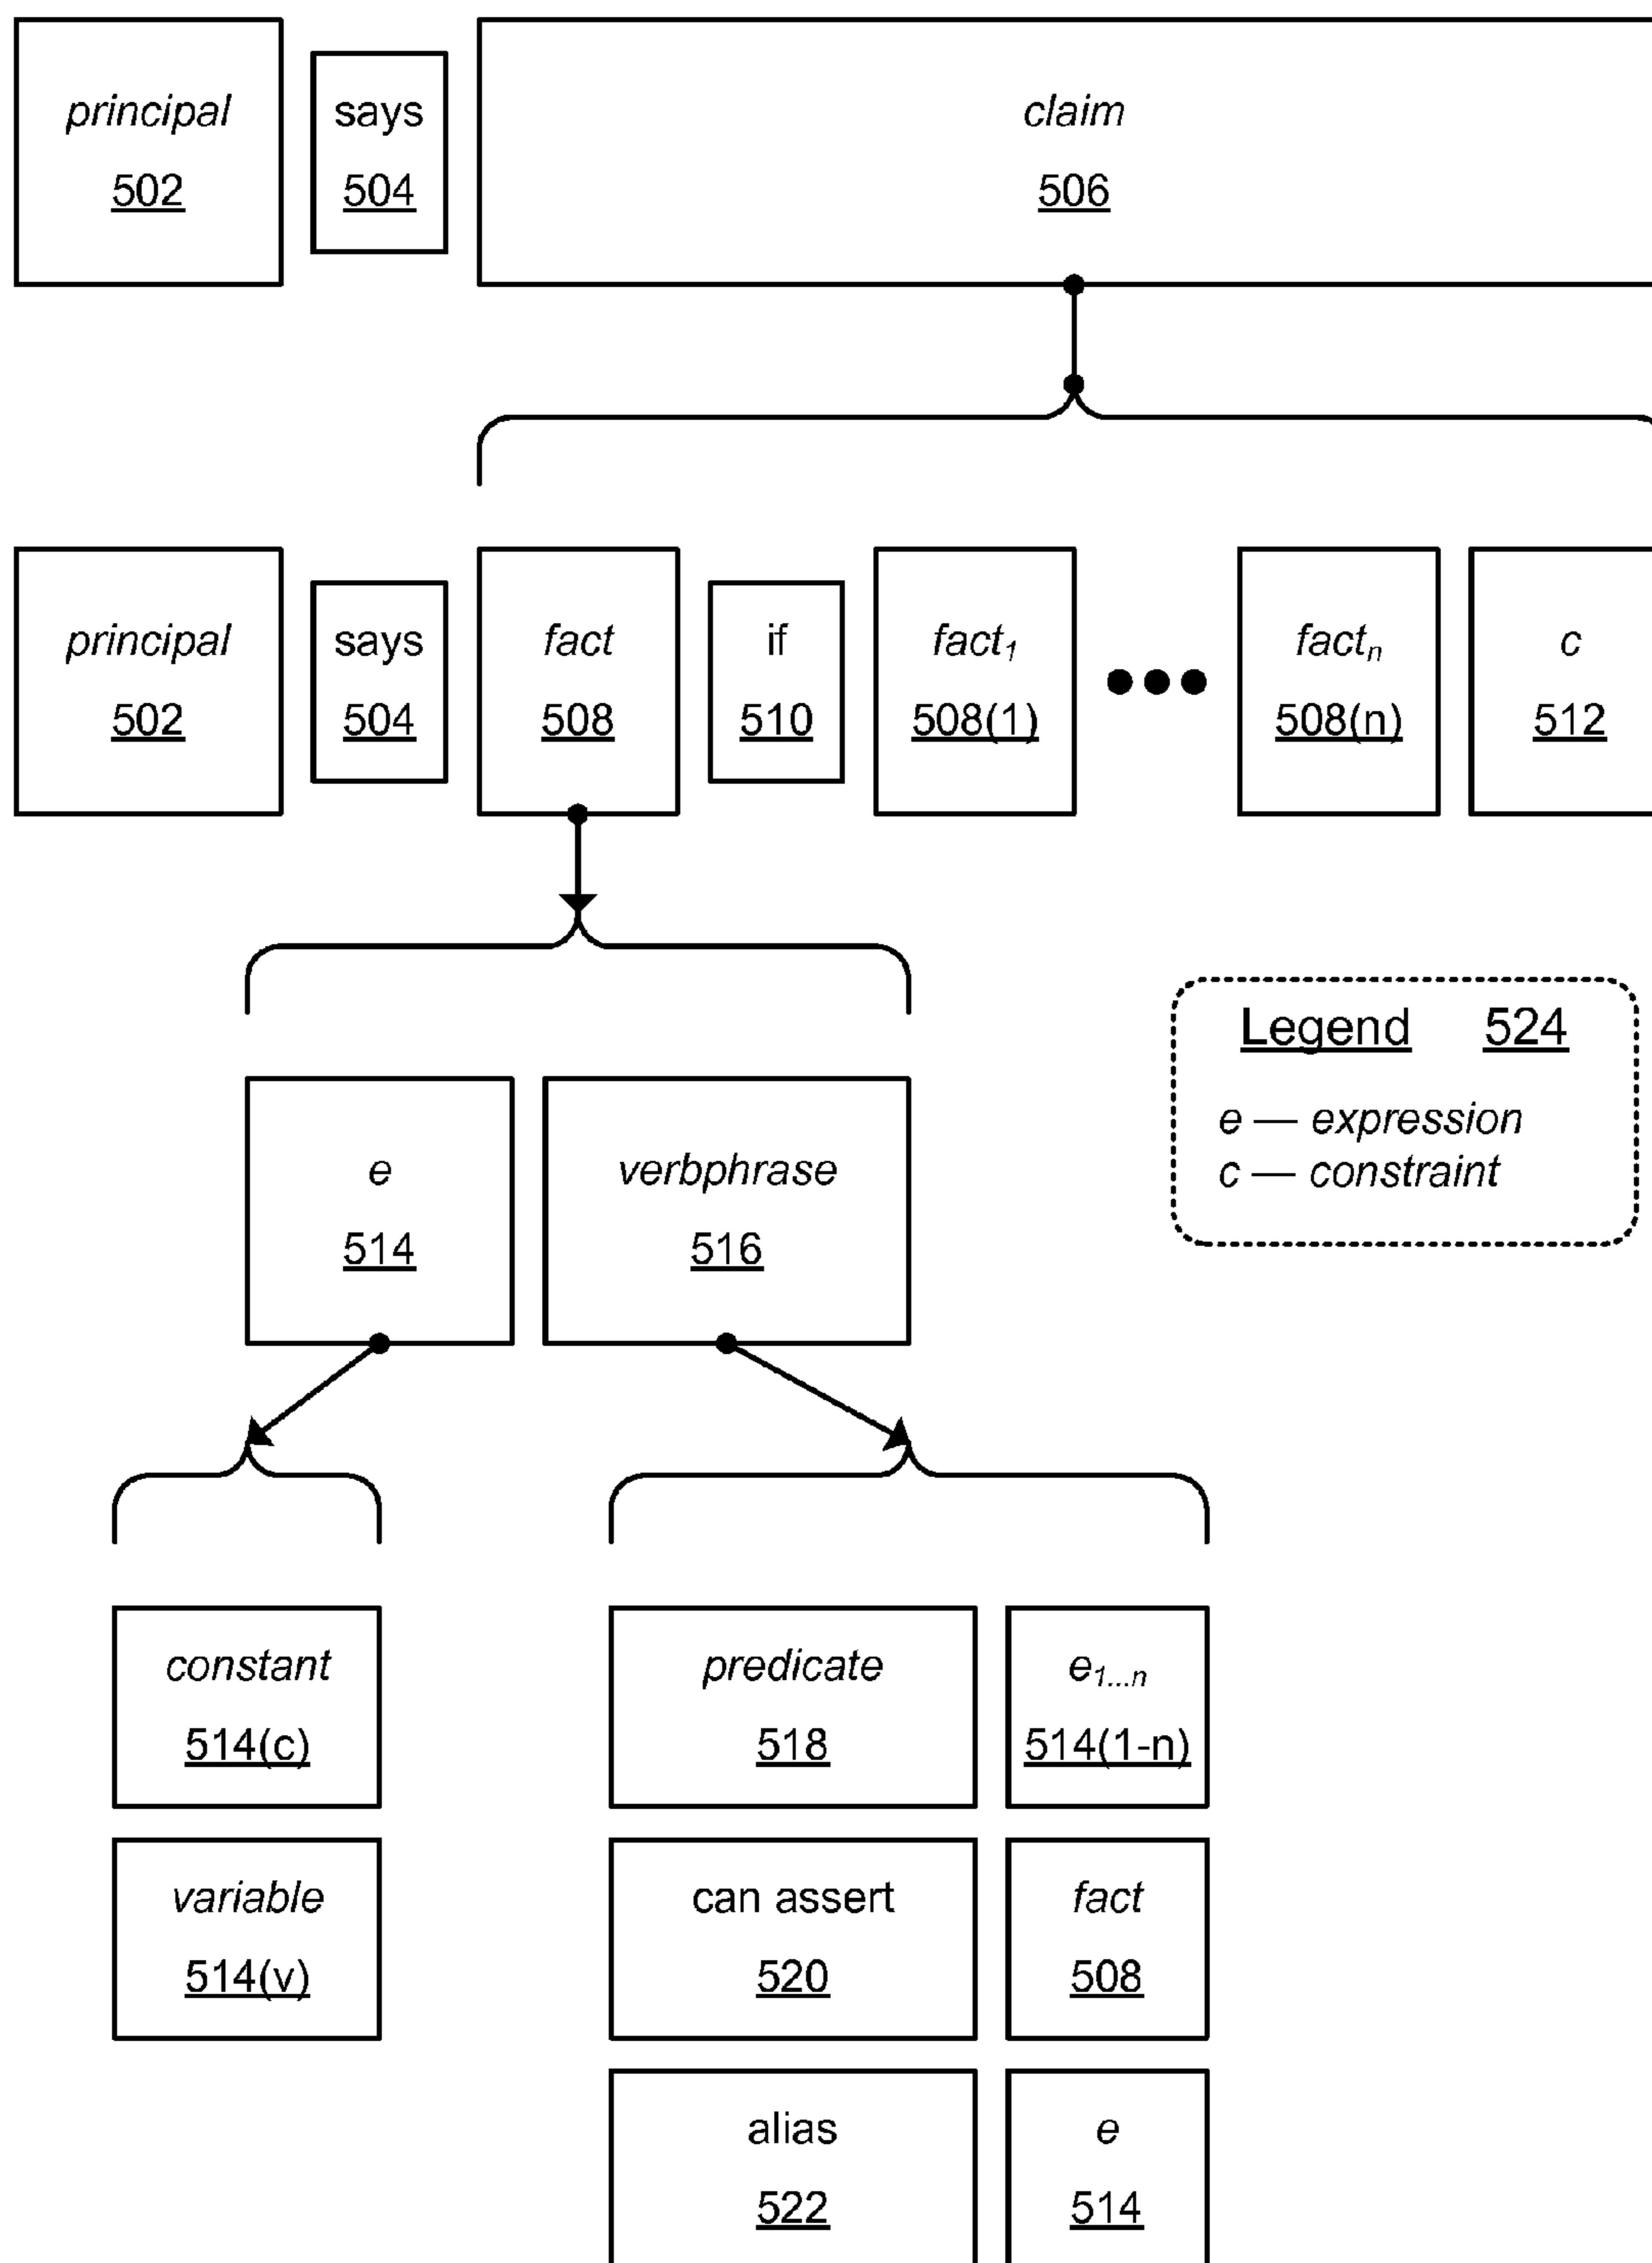 principal says claim
502 504 506
principal says fact if fact1 ●●● factn c
502 504 508 510 508(1) 508(n) 512
Legend 524
e — expression
c — constraint
e verbphrase
514 516
constant predicate e1...n
514(c) 518 514(1-n)
variable can assert fact
514(v) 520 508
alias e
522 514